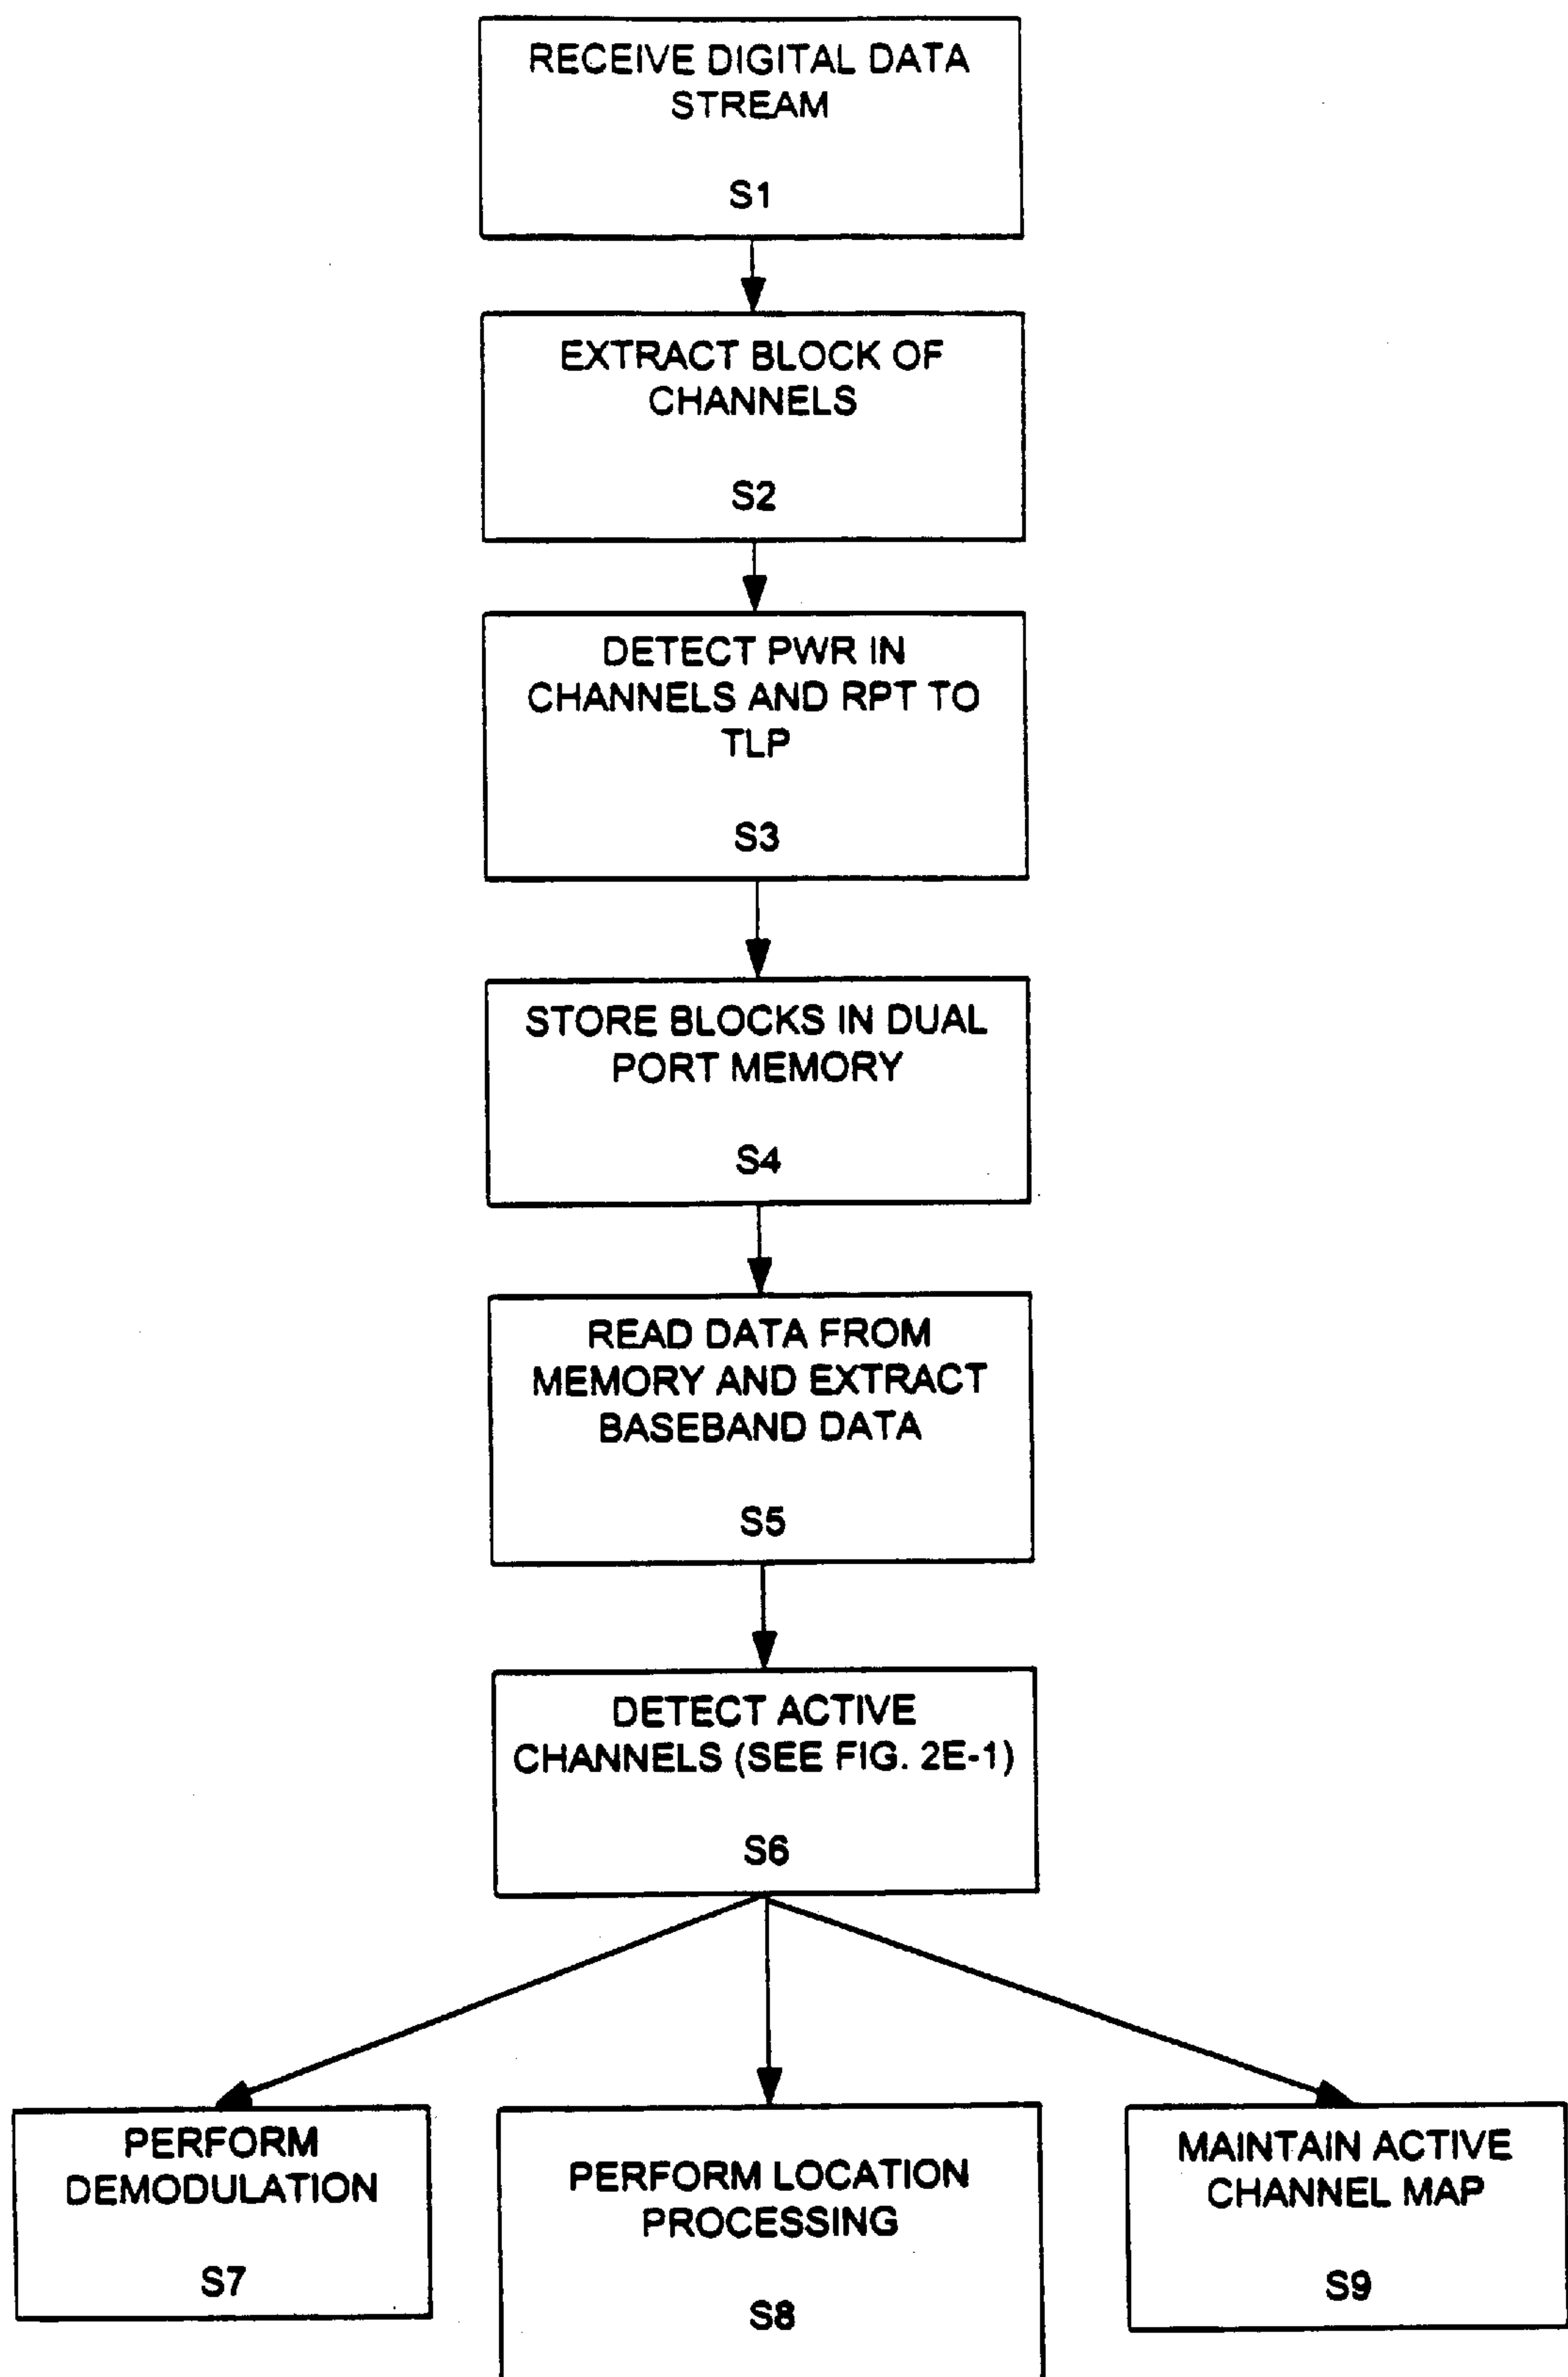 RECEIVE DIGITAL DATA
STREAM
S1
EXTRACT BLOCK OF
CHANNELS
S2
DETECT PWR IN
CHANNELS AND RPT TO
TLP
S3
STORE BLOCKS IN DUAL
PORT MEMORY
S4
READ DATA FROM
MEMORY AND EXTRACT
BASEBAND DATA
S5
DETECT ACTIVE
CHANNELS (SEE FIG. 2E-1)
S6
PERFORM
DEMODULATION
S7
PERFORM LOCATION
PROCESSING
S8
MAINTAIN ACTIVE
CHANNEL MAP
S9